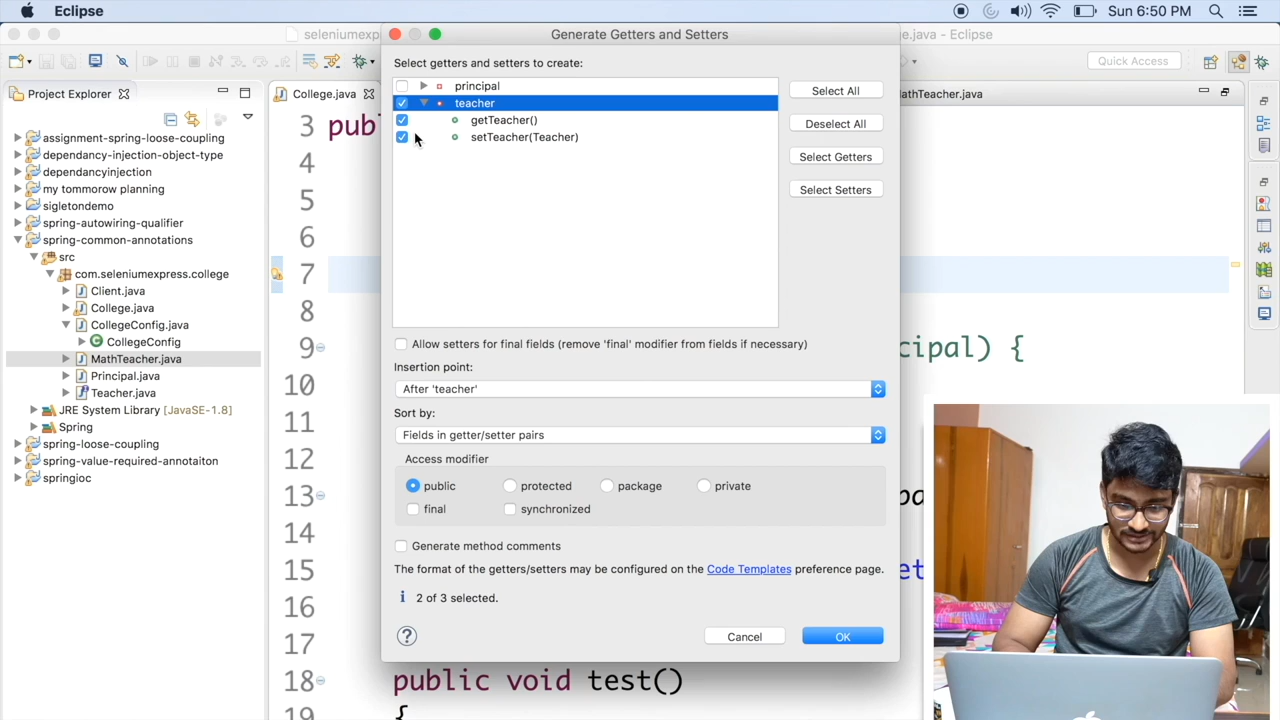 Eclipse
Sun 6:50 PM
seleniumexp
ge.java - Eclipse
Generate Getters and Setters
Quick Access
Project Explorer
College.java
MathTeacher.java
assignment-spring-loose-coupling
dependancy-injection-object-type
dependancyinjection
my tommorow planning
sigletondemo
spring-autowiring-qualifier
spring-common-annotations
src
com.seleniumexpress.college
Client.java
College.java
CollegeConfig.java
CollegeConfig
MathTeacher.java
Principal.java
Teacher.java
JRE System Library [JavaSE-1.8]
Spring
spring-loose-coupling
spring-value-required-annotaiton
springioc
Select getters and setters to create:
principal
teacher
getTeacher()
setTeacher(Teacher)
Select All
Deselect All
Select Getters
Select Setters
Allow setters for final fields (remove 'final' modifier from fields if necessary)
Insertion point:
After 'teacher'
Sort by:
Fields in getter/setter pairs
Access modifier
public
protected
package
private
final
synchronized
Generate method comments
The format of the getters/setters may be configured on the Code Templates preference page.
2 of 3 selected.
Cancel
OK
3 pub
4
5
6
7
8
9 cipal) {
10
11
12
13 pa
14
15 et
16
17
18 public void test()
19 {